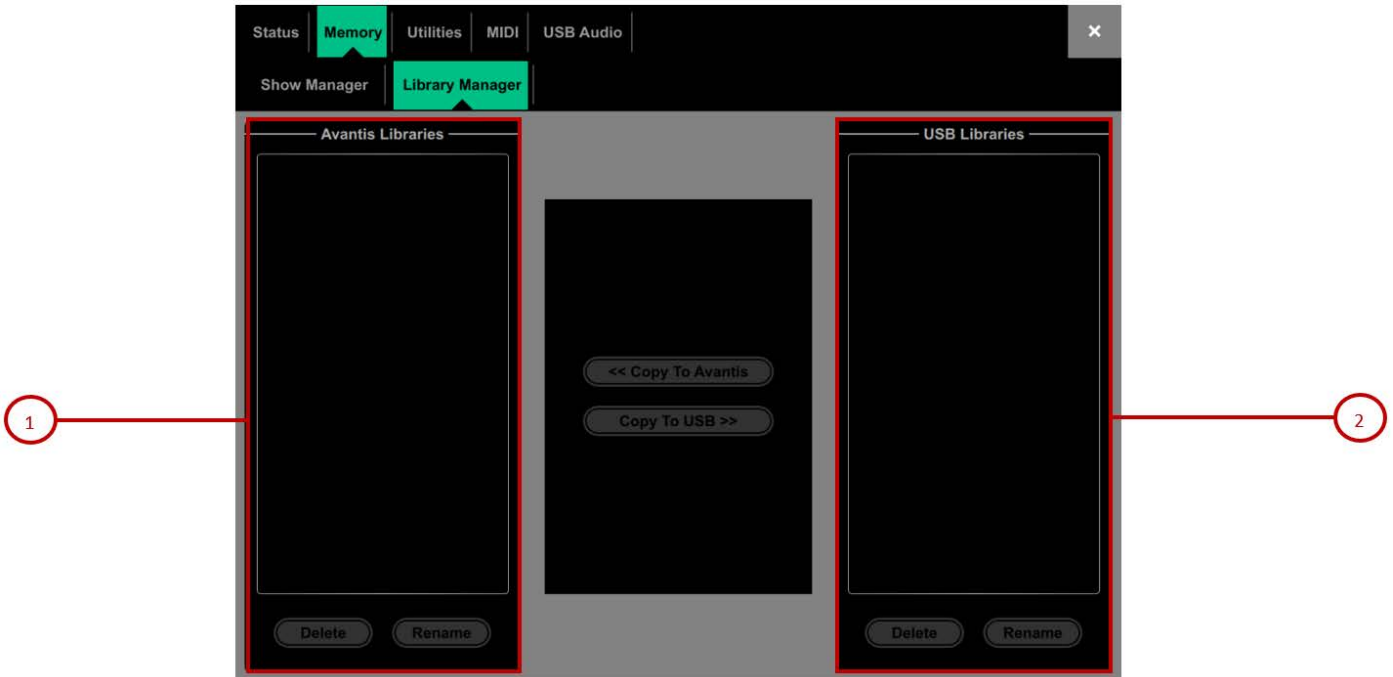 Status Memory Utilities MIDI USB Audio ×
Show Manager Library Manager
Avantis Libraries
USB Libraries
<< Copy To Avantis
Copy To USB >>
1
2
Delete Rename
Delete Rename